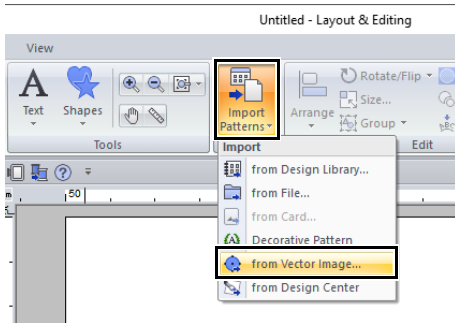 Untitled - Layout & Editing
View
Text
Shapes
Import
Patterns
Arrange
Rotate/Flip
Size...
Group
Tools
Edit
Import
from Design Library...
from File...
from Card...
Decorative Pattern
from Vector Image...
from Design Center
50